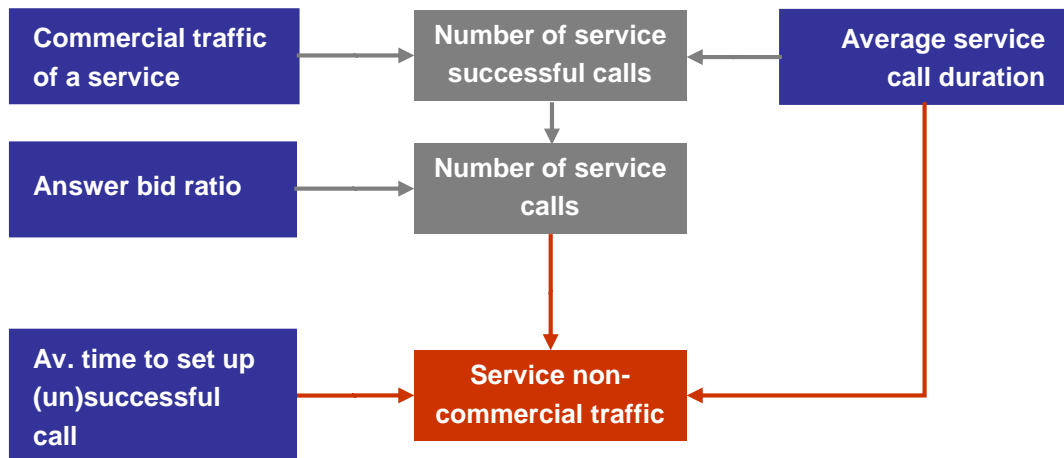 Commercial traffic
of a service
Number of service
successful calls
Average service
call duration
Answer bid ratio
Number of service
calls
Av. time to set up
(un)successful
call
Service non-
commercial traffic